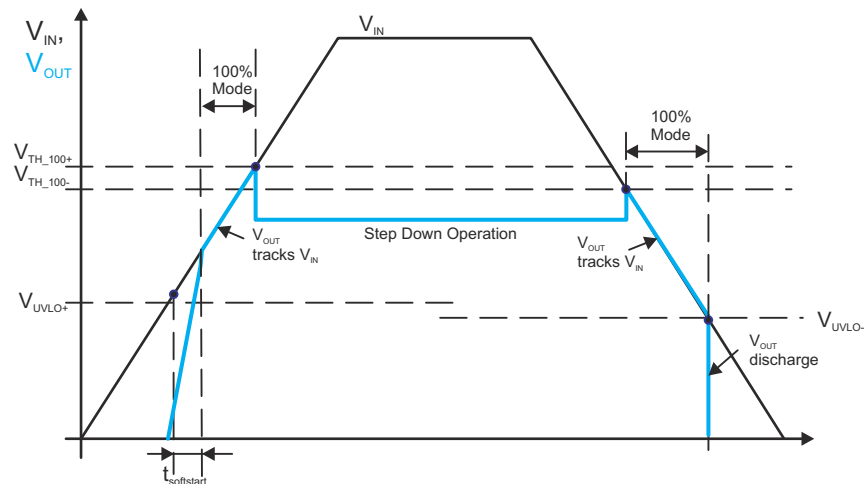 V_IN,
V_OUT
V_IN
100%
Mode
100%
Mode
V_TH_100+
V_TH_100-
V_OUT
tracks V_IN
Step Down Operation
V_OUT
tracks V_IN
V_UVLO+
V_UVLO-
V_OUT
discharge
t_softstart